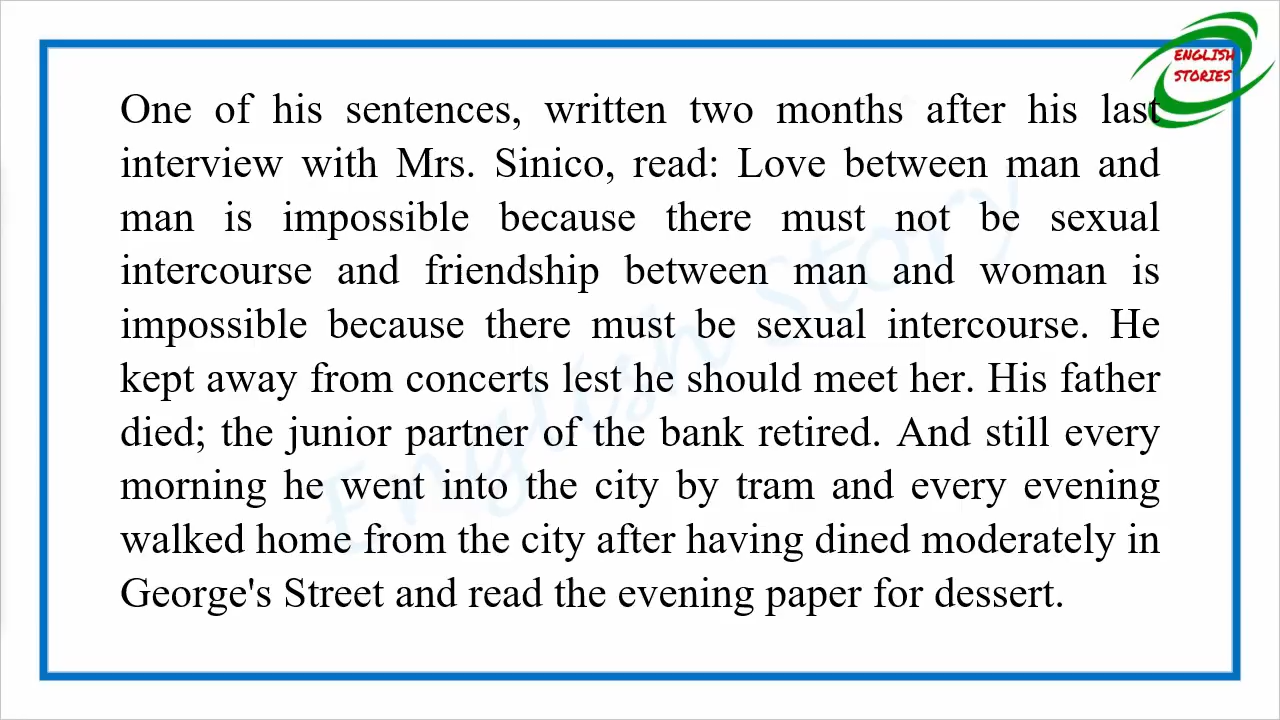 ENGLISH
STORIES
One of his sentences, written two months after his last
interview with Mrs. Sinico, read: Love between man and
man is impossible because there must not be sexual
intercourse and friendship between man and woman is
impossible because there must be sexual intercourse. He
kept away from concerts lest he should meet her. His father
died; the junior partner of the bank retired. And still every
morning he went into the city by tram and every evening
walked home from the city after having dined moderately in
George's Street and read the evening paper for dessert.
English Story